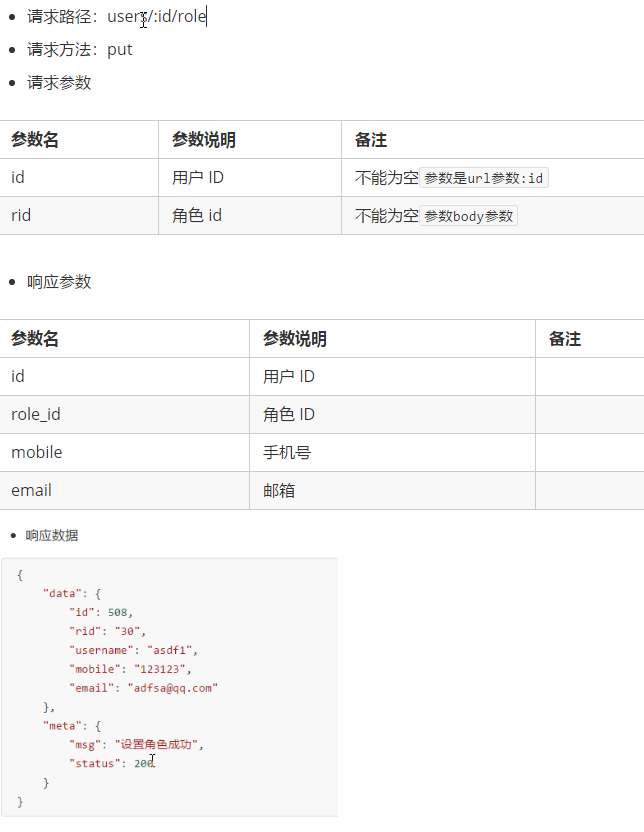 请求路径：users/:id/role
请求方法：put
请求参数
参数名 参数说明 备注
id 用户 ID 不能为空 参数是url参数:id
rid 角色 id 不能为空 参数body参数
响应参数
参数名 参数说明 备注
id 用户 ID
role_id 角色 ID
mobile 手机号
email 邮箱
响应数据
{
"data": {
"id": 508,
"rid": "30",
"username": "asdf1",
"mobile": "123123",
"email": "adfsa@qq.com"
},
"meta": {
"msg": "设置角色成功",
"status": 200
}
}